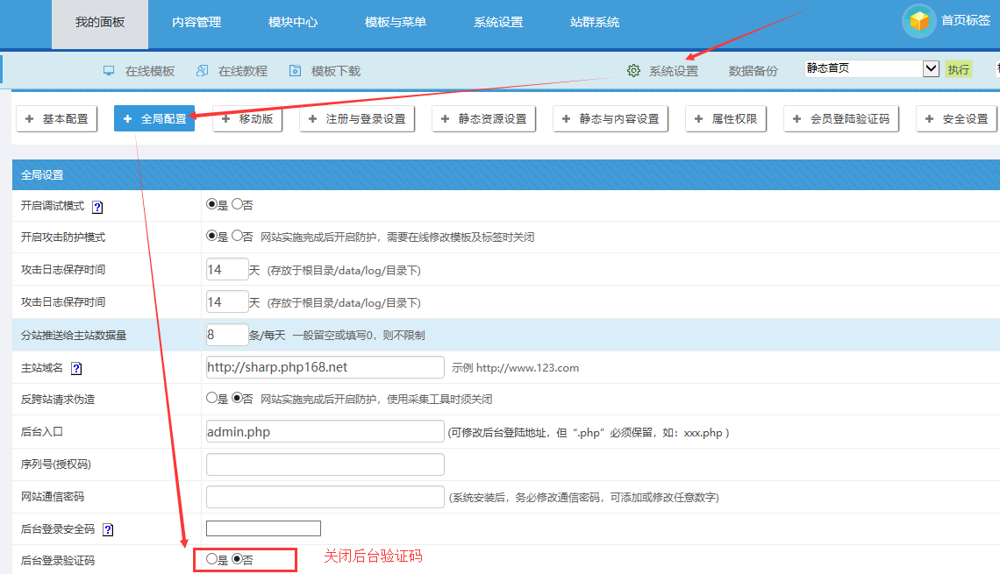 我的面板 内容管理 模块中心 模板与菜单 系统设置 站群系统 首页标签
在线模板 在线教程 模板下载 系统设置 数据备份 静态首页 执行
+ 基本配置 + 全局配置 + 移动版 + 注册与登录设置 + 静态资源设置 + 静态与内容设置 + 属性权限 + 会员登陆验证码 + 安全设置
全局设置
开启调试模式 ? 是 否
开启攻击防护模式 是 否 网站实施完成后开启防护，需要在线修改模板及标签时关闭
攻击日志保存时间 14 天 (存放于根目录/data/log/目录下)
攻击日志保存时间 14 天 (存放于根目录/data/log/目录下)
分站推送给主站数据量 8 条/每天 一般留空或填写0，则不限制
主站域名 ? http://sharp.php168.net 示例 http://www.123.com
反跨站请求伪造 是 否 网站实施完成后开启防护，使用采集工具时须关闭
后台入口 admin.php (可修改后台登陆地址，但“.php”必须保留，如：xxx.php )
序列号(授权码)
网站通信密码 (系统安装后，务必修改通信密码，可添加或修改任意数字)
后台登录安全码 ?
后台登录验证码 是 否 关闭后台验证码